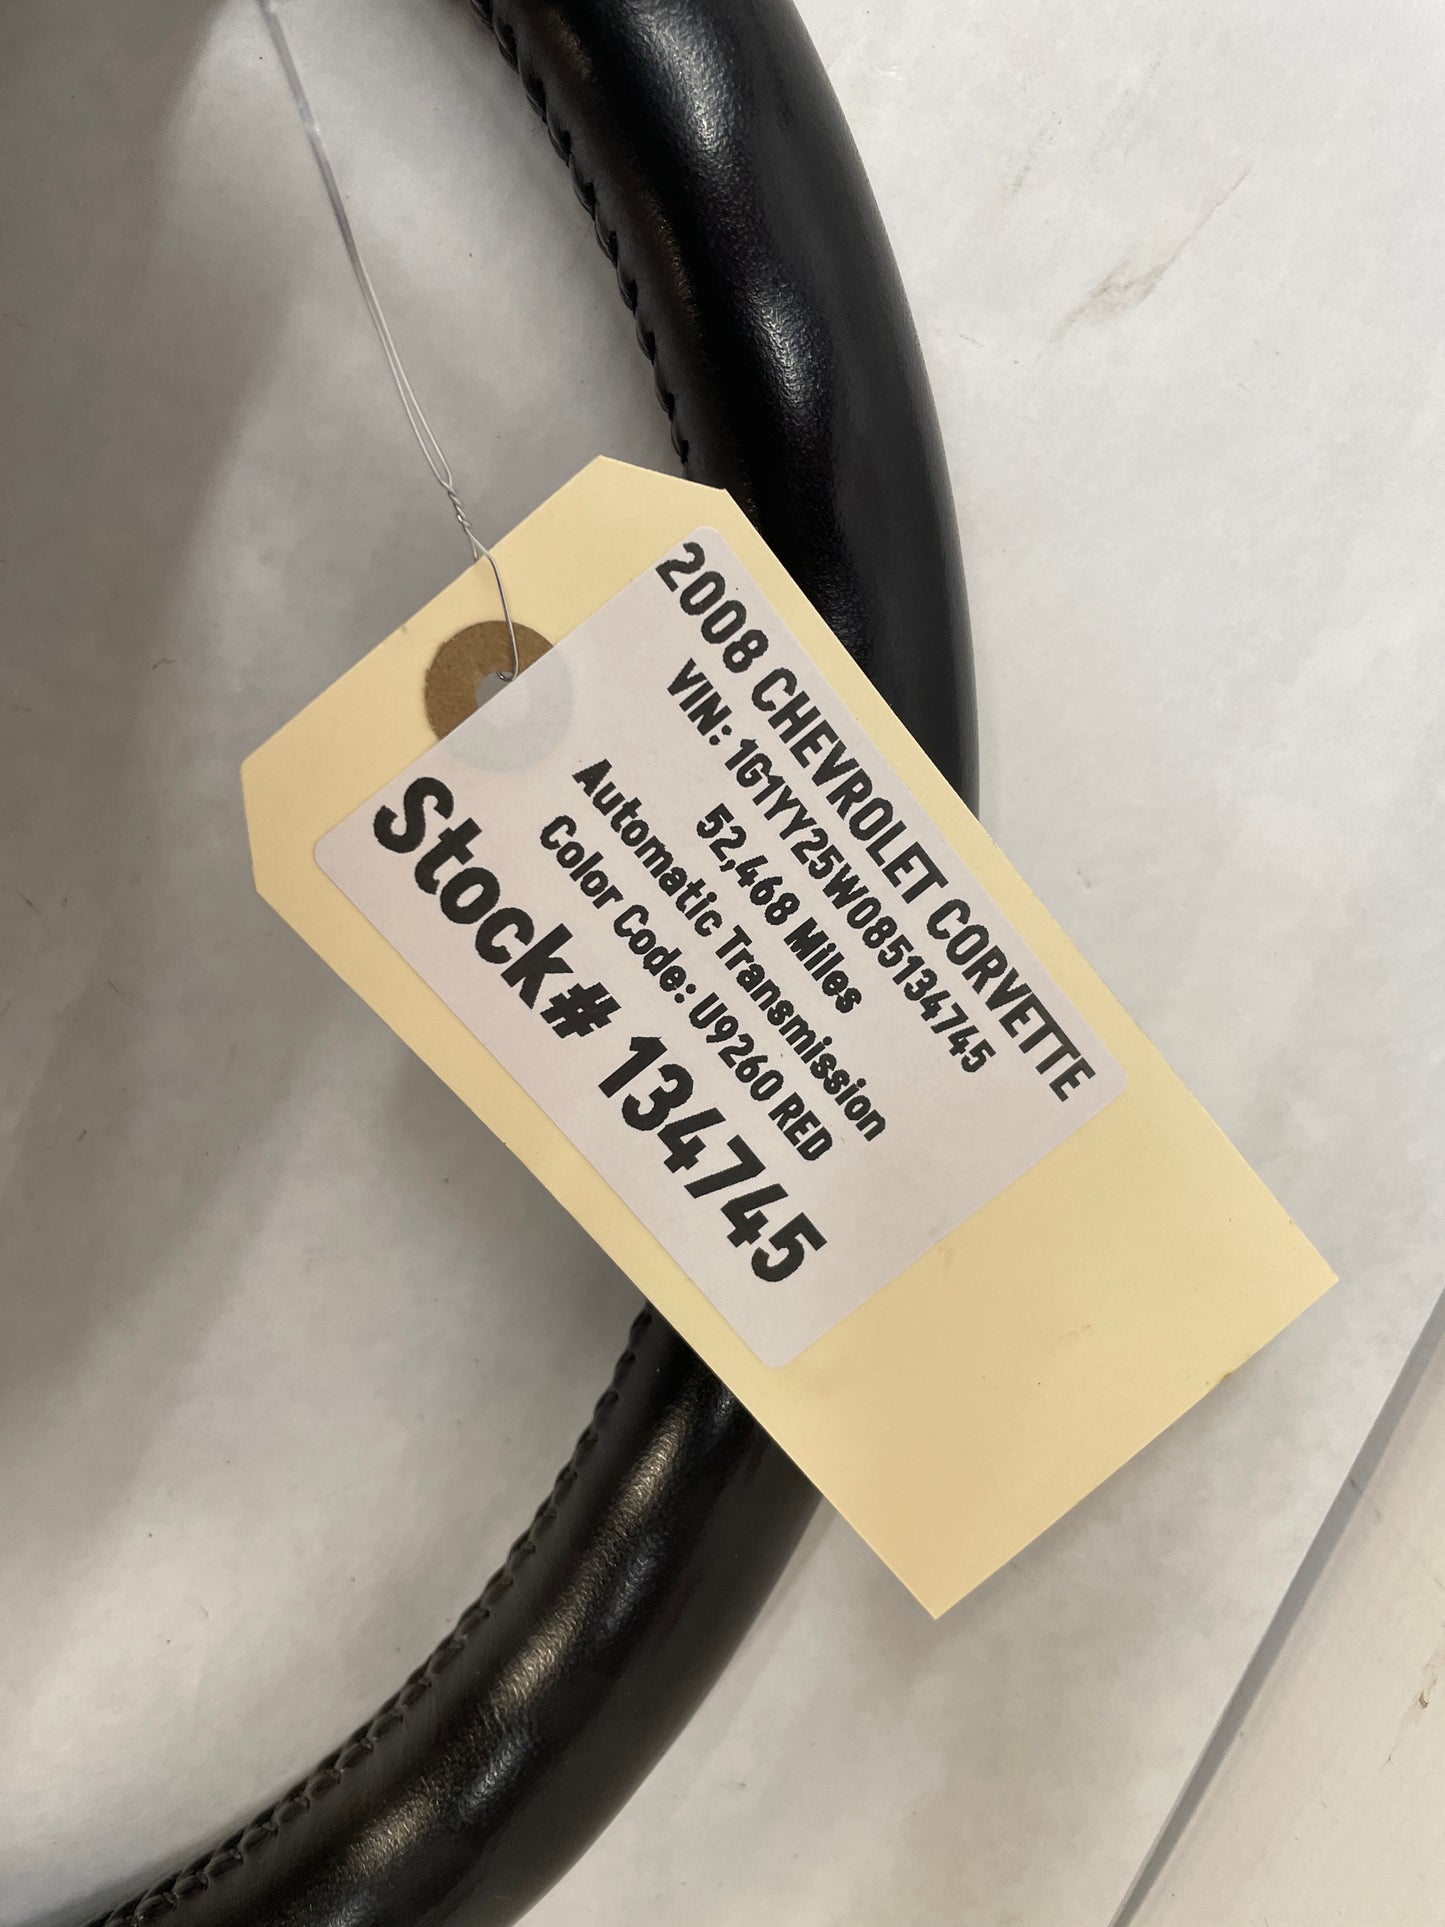 2008 CHEVROLET CORVETTE
VIN: 1G1YY25W085134745
52,468 Miles
Automatic Transmission
Color Code: U9260 RED
Stock# 134745